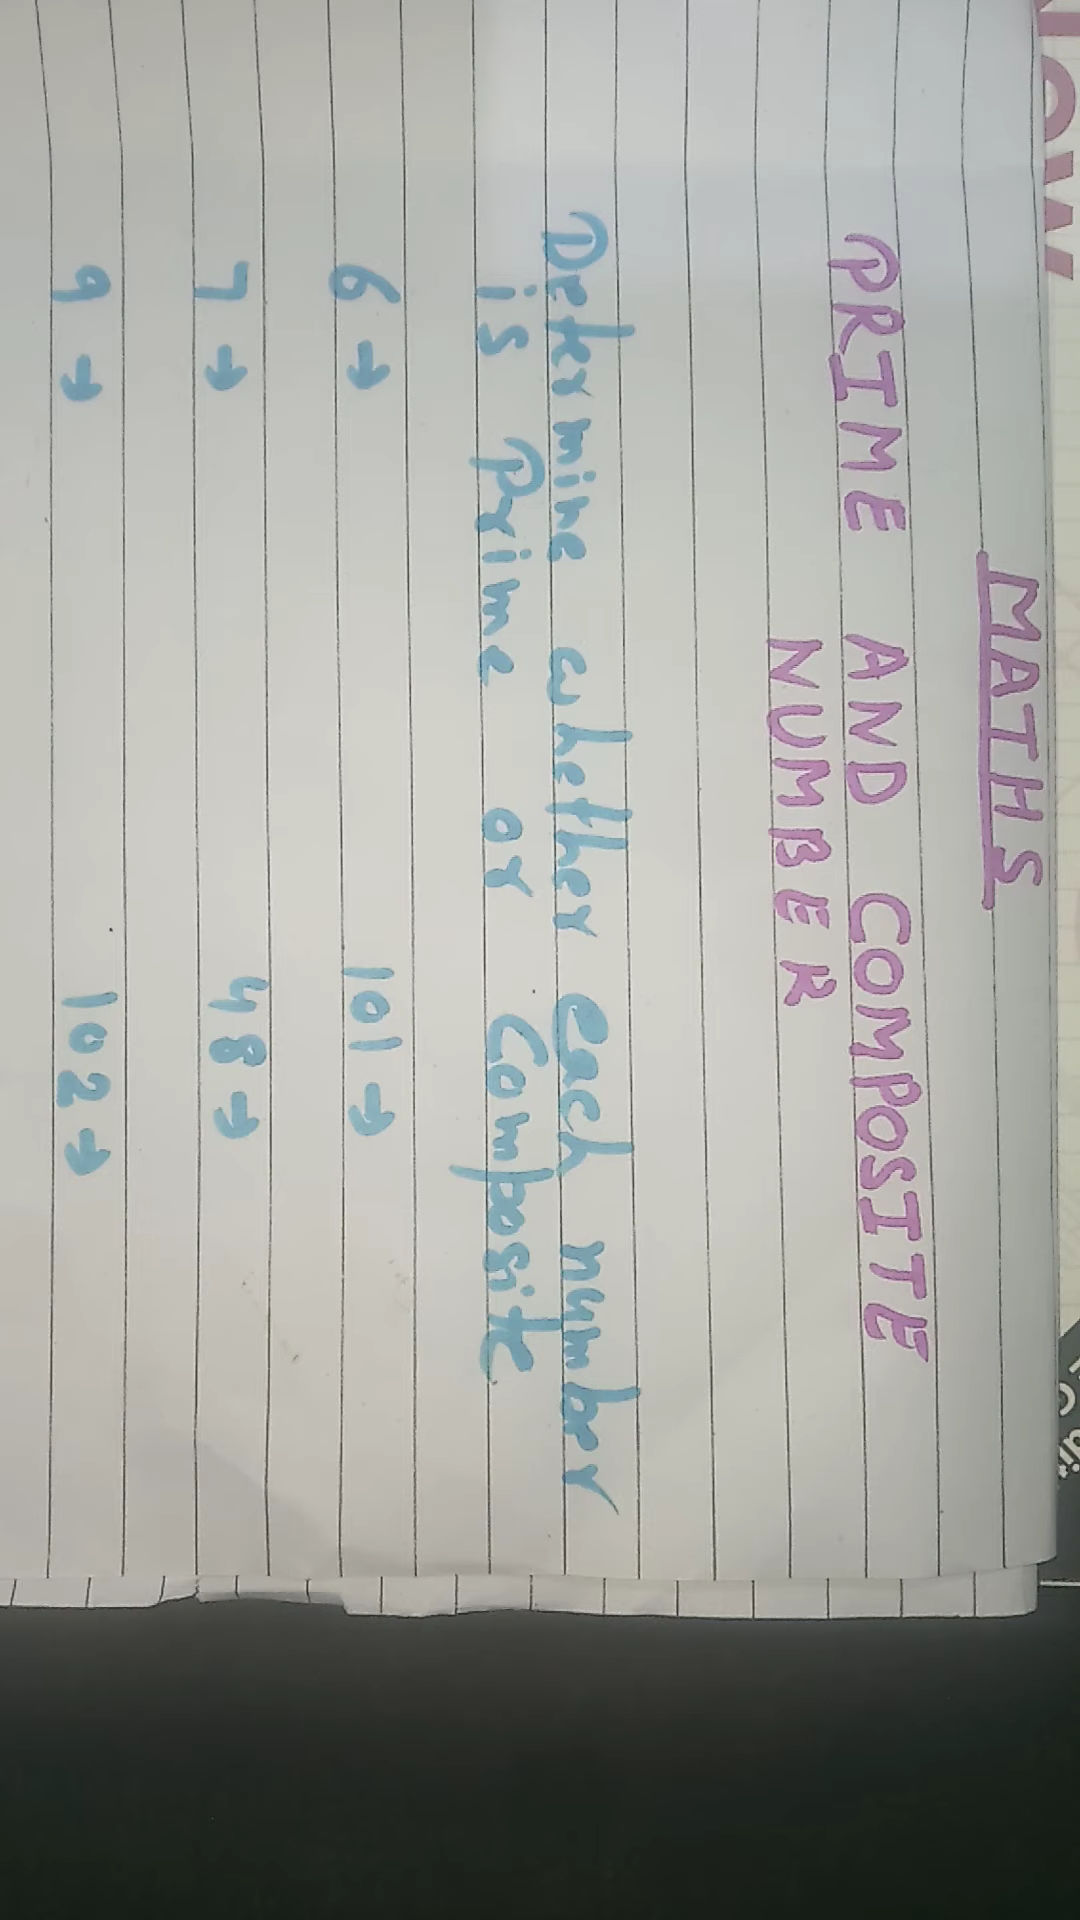 MATHS
PRIME AND COMPOSITE
NUMBER
Determine whether each number
is Prime or Composite
6 → 101 →
7 → 48 →
9 → 102 →
NOW